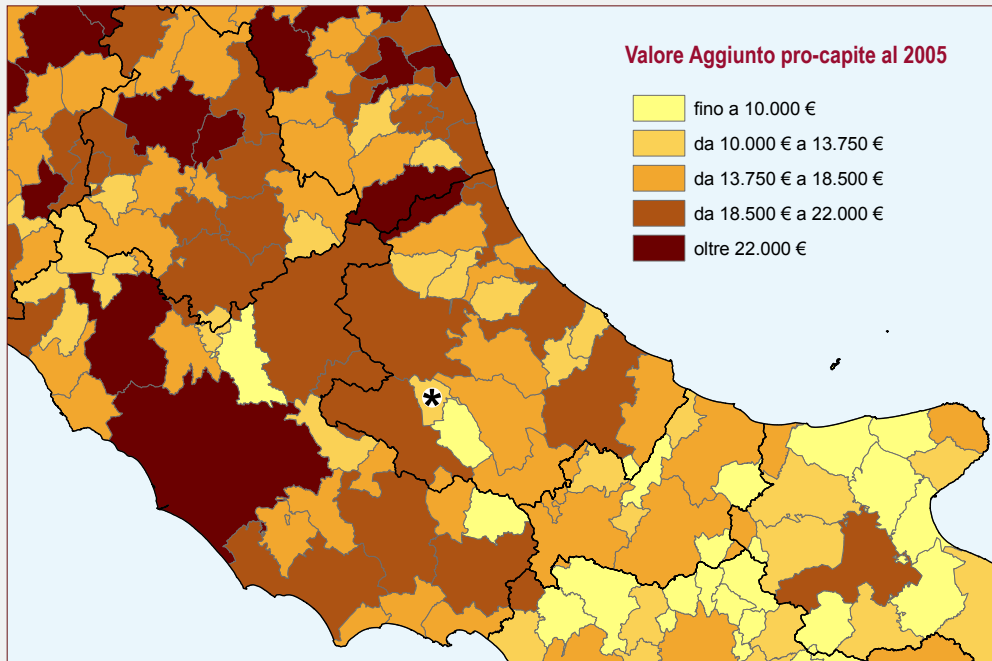 Valore Aggiunto pro-capite al 2005
fino a 10.000 €
da 10.000 € a 13.750 €
da 13.750 € a 18.500 €
da 18.500 € a 22.000 €
oltre 22.000 €
*